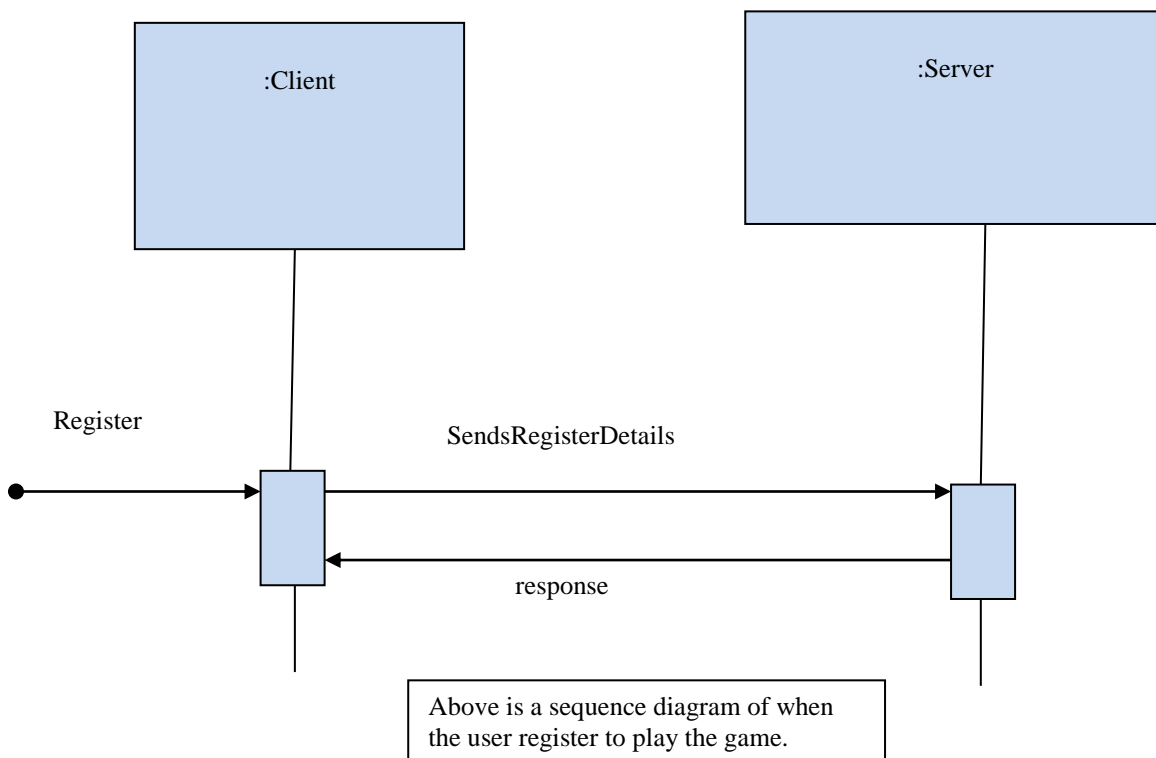 :Client
:Server
Register
SendsRegisterDetails
response
Above is a sequence diagram of when
the user register to play the game.